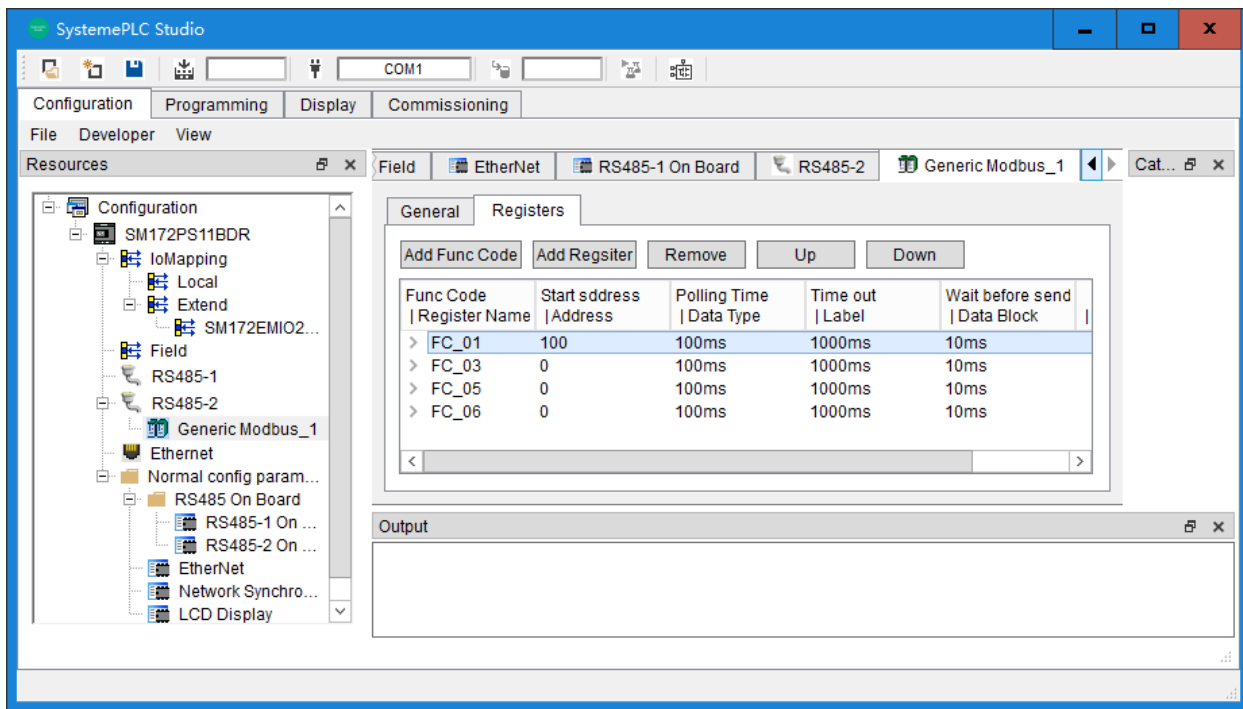 SystemePLC Studio
COM1
Configuration Programming Display Commissioning
File Developer View
Resources
Configuration
SM172PS11BDR
IoMapping
Local
Extend
SM172EMIO2...
Field
RS485-1
RS485-2
Generic Modbus_1
Ethernet
Normal config param...
RS485 On Board
RS485-1 On ...
RS485-2 On ...
EtherNet
Network Synchro...
LCD Display
Field EtherNet RS485-1 On Board RS485-2 Generic Modbus_1
Cat...
General Registers
Add Func Code Add Regsiter Remove Up Down
Func Code Start sddress Polling Time Time out Wait before send
| Register Name | Address | Data Type | Label | Data Block |
FC_01 100 100ms 1000ms 10ms
FC_03 0 100ms 1000ms 10ms
FC_05 0 100ms 1000ms 10ms
FC_06 0 100ms 1000ms 10ms
Output